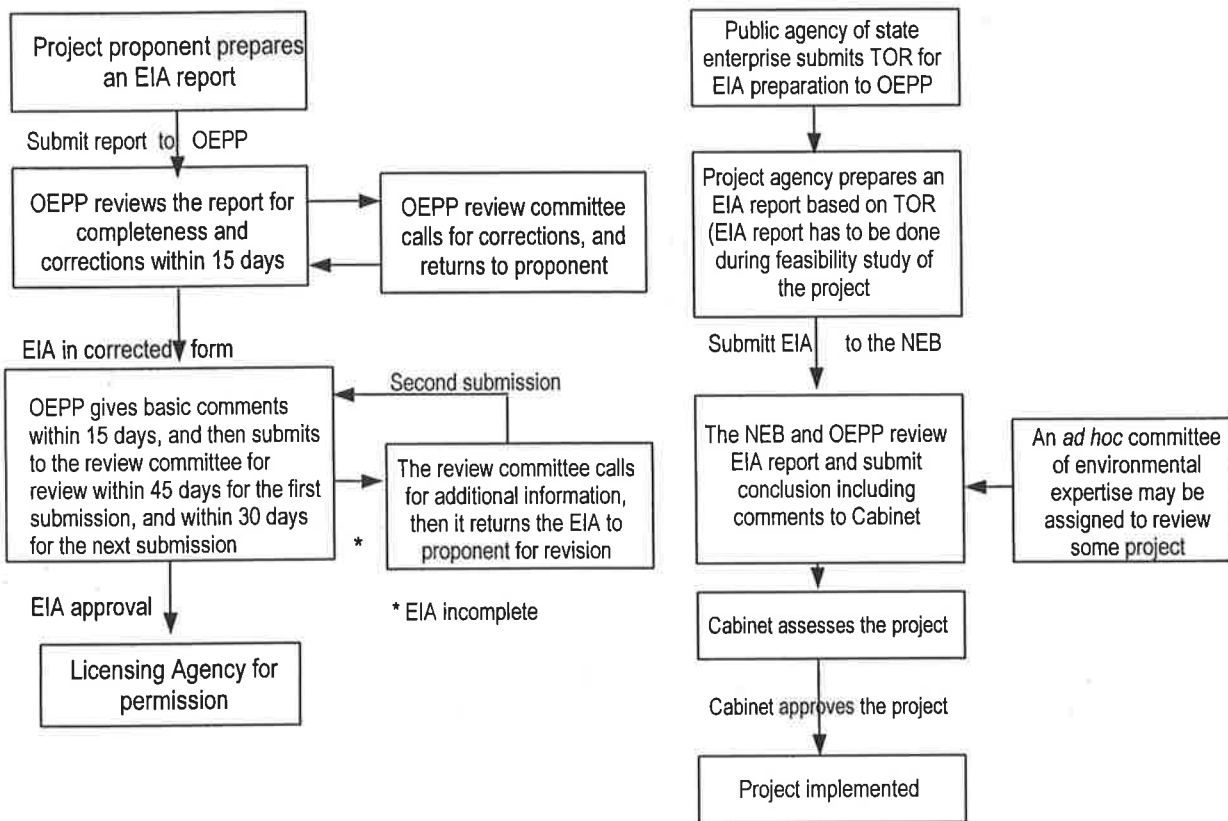 Project proponent prepares
an EIA report
Submit report to OEPP
OEPP reviews the report for
completeness and
corrections within 15 days
OEPP review committee
calls for corrections, and
returns to proponent
EIA in corrected form
OEPP gives basic comments
within 15 days, and then submits
to the review committee for
review within 45 days for the first
submission, and within 30 days
for the next submission
*
Second submission
The review committee calls
for additional information,
then it returns the EIA to
proponent for revision
EIA approval
* EIA incomplete
Licensing Agency for
permission
Public agency of state
enterprise submits TOR for
EIA preparation to OEPP
Project agency prepares an
EIA report based on TOR
(EIA report has to be done
during feasibility study of
the project
Submitt EIA to the NEB
The NEB and OEPP review
EIA report and submit
conclusion including
comments to Cabinet
An ad hoc committee
of environmental
expertise may be
assigned to review
some project
Cabinet assesses the project
Cabinet approves the project
Project implemented